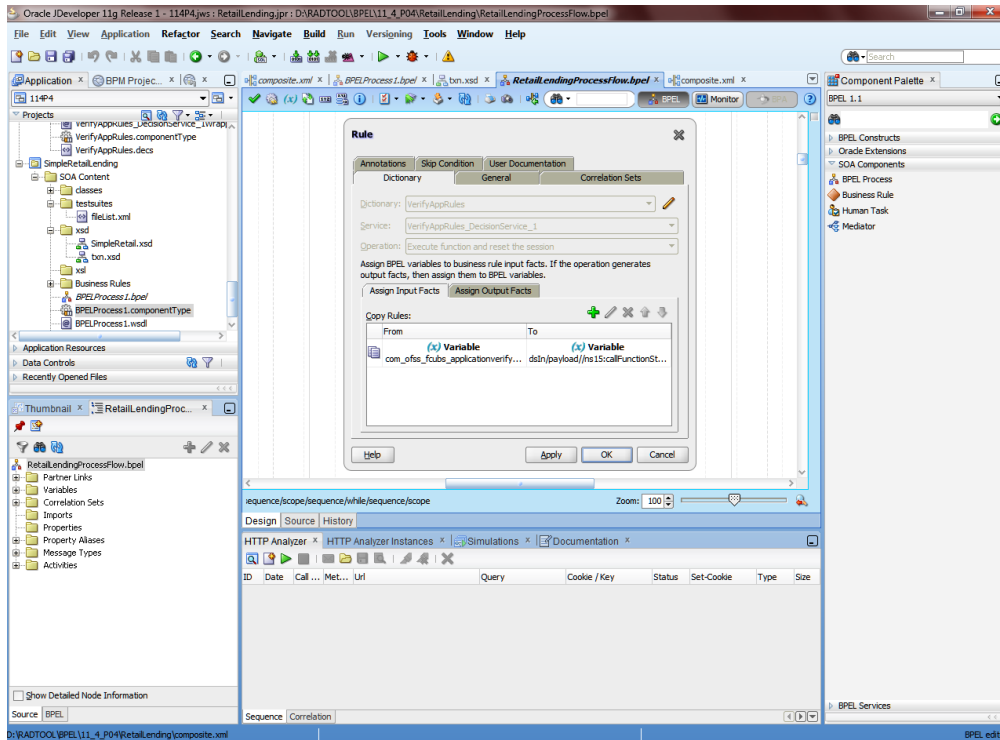 Oracle JDeveloper 11g Release 1 - 114P4.jws : RetailLending.jpr : D:\RADTOOL\BPEL\11_4_P04\RetailLending\RetailLendingProcessFlow.bpel
File Edit View Application Refactor Search Navigate Build Run Versioning Tools Window Help
Search
Application
BPM Projec...
composite.xml
BPELProcess1.bpel
txn.xsd
RetailLendingProcessFlow.bpel
composite.xml
Component Palette
114P4
BPEL
Monitor
BPA
BPEL 1.1
Projects
VerifyAppRules_DecisionService_1Wrapp
VerifyAppRules.componentType
VerifyAppRules.decs
SimpleRetailLending
SOA Content
classes
testsuites
fileList.xml
xsd
SimpleRetail.xsd
txn.xsd
xsl
Business Rules
BPELProcess1.bpel
BPELProcess1.componentType
BPELProcess1.wsdl
Application Resources
Data Controls
Recently Opened Files
Rule
Annotations Skip Condition User Documentation
Dictionary General Correlation Sets
Dictionary: VerifyAppRules
Service: VerifyAppRules_DecisionService_1
Operation: Execute function and reset the session
Assign BPEL variables to business rule input facts. If the operation generates
output facts, then assign them to BPEL variables.
Assign Input Facts Assign Output Facts
Copy Rules:
From To
(x) Variable (x) Variable
com_ofss_fcubs_applicationverify... dsIn/payload//ns15:callFunctionSt...
Help Apply OK Cancel
BPEL Constructs
Oracle Extensions
SOA Components
BPEL Process
Business Rule
Human Task
Mediator
BPEL Services
Thumbnail
RetailLendingProc...
RetailLendingProcessFlow.bpel
Partner Links
Variables
Correlation Sets
Imports
Properties
Property Aliases
Message Types
Activities
Show Detailed Node Information
Source BPEL
sequence/scope/sequence/while/sequence/scope
Zoom: 100
Design Source History
HTTP Analyzer HTTP Analyzer Instances Simulations Documentation
ID Date Call ... Met... Url Query Cookie / Key Status Set-Cookie Type Size
Sequence Correlation
D:\RADTOOL\BPEL\11_4_P04\RetailLending\composite.xml
BPEL edit